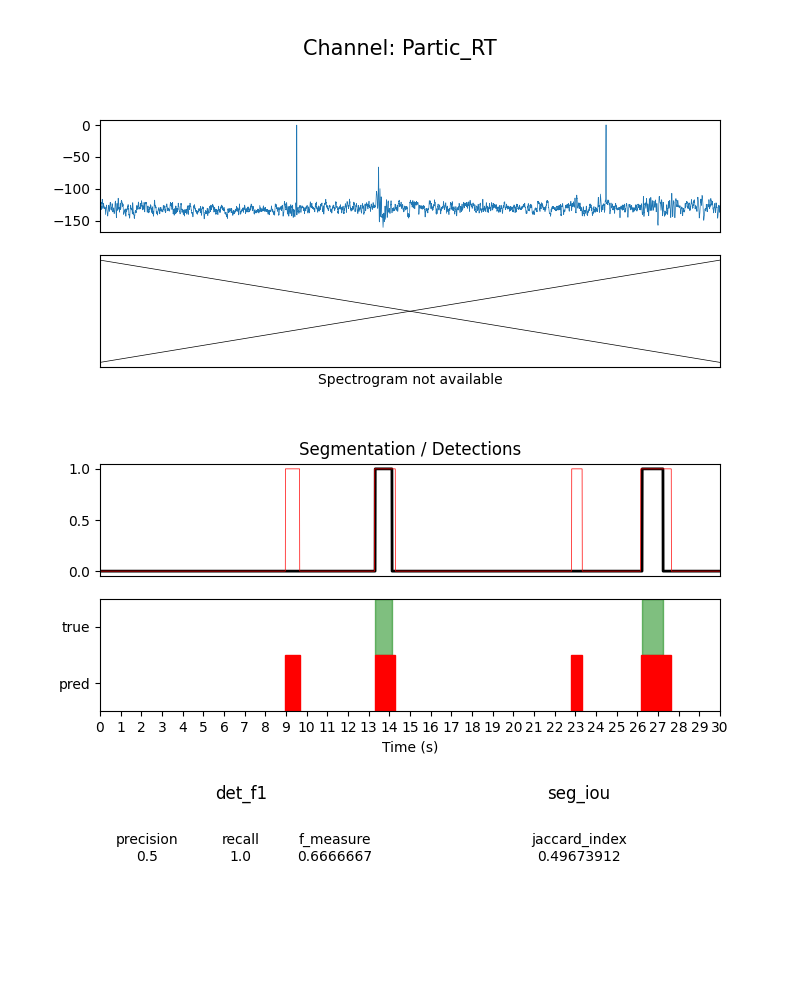 Channel: Partic_RT
0
−50
−100
−150
Spectrogram not available
Segmentation / Detections
1.0
0.5
0.0
true
pred
0 1 2 3 4 5 6 7 8 9 10 11 12 13 14 15 16 17 18 19 20 21 22 23 24 25 26 27 28 29 30
Time (s)
det_f1 seg_iou
precision recall f_measure jaccard_index
0.5 1.0 0.6666667 0.49673912